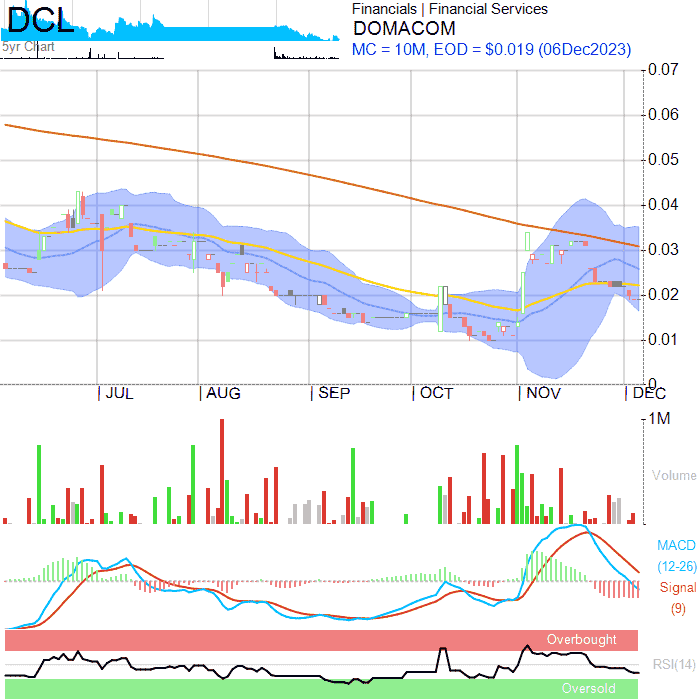 DCL
5yr Chart
Financials | Financial Services
DOMACOM
MC = 10M, EOD = $0.019 (06Dec2023)
0.07
0.06
0.05
0.04
0.03
0.02
0.01
0
JUL AUG SEP OCT NOV DEC
1M
Volume
MACD
(12-26)
Signal
(9)
Overbought
RSI(14)
Oversold